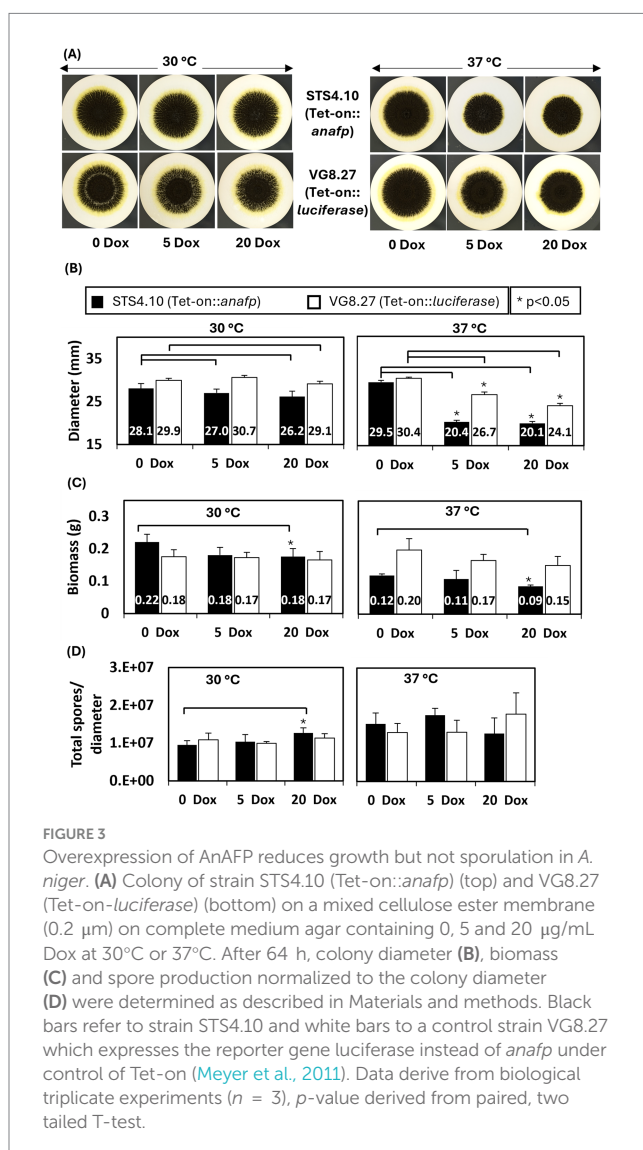 (A)
30 ºC 37 ºC
STS4.10
(Tet-on::
anafp)
VG8.27
(Tet-on::
luciferase)
0 Dox 5 Dox 20 Dox 0 Dox 5 Dox 20 Dox
(B)
STS4.10 (Tet-on::anafp) VG8.27 (Tet-on::luciferase) * p<0.05
30 ºC 37 ºC
Diameter (mm)
35
25
15
* * * *
28.1 29.9 27.0 30.7 26.2 29.1 29.5 30.4 20.4 26.7 20.1 24.1
0 Dox 5 Dox 20 Dox 0 Dox 5 Dox 20 Dox
(C)
30 ºC 37 ºC
Biomass (g)
0.3
0.2
0.1
0
* *
0.22 0.18 0.18 0.17 0.18 0.17 0.12 0.20 0.11 0.17 0.09 0.15
0 Dox 5 Dox 20 Dox 0 Dox 5 Dox 20 Dox
(D)
30 ºC 37 ºC
Total spores/
diameter
3.E+07
2.E+07
1.E+07
0.E+00
*
0 Dox 5 Dox 20 Dox 0 Dox 5 Dox 20 Dox
FIGURE 3
Overexpression of AnAFP reduces growth but not sporulation in A.
niger. (A) Colony of strain STS4.10 (Tet-on::anafp) (top) and VG8.27
(Tet-on-luciferase) (bottom) on a mixed cellulose ester membrane
(0.2 μm) on complete medium agar containing 0, 5 and 20 μg/mL
Dox at 30°C or 37°C. After 64 h, colony diameter (B), biomass
(C) and spore production normalized to the colony diameter
(D) were determined as described in Materials and methods. Black
bars refer to strain STS4.10 and white bars to a control strain VG8.27
which expresses the reporter gene luciferase instead of anafp under
control of Tet-on (Meyer et al., 2011). Data derive from biological
triplicate experiments (n = 3), p-value derived from paired, two
tailed T-test.